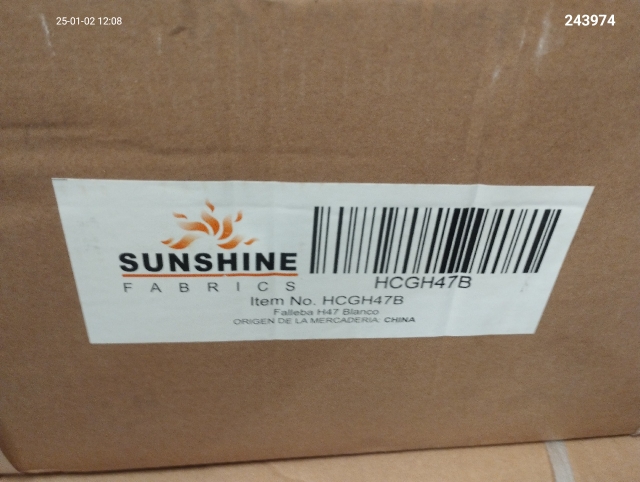 25-01-02 12:08
243974
SUNSHINE
FABRICS
HCGH47B
Item No. HCGH47B
Falleba H47 Blanco
ORIGEN DE LA MERCADERIA: CHINA